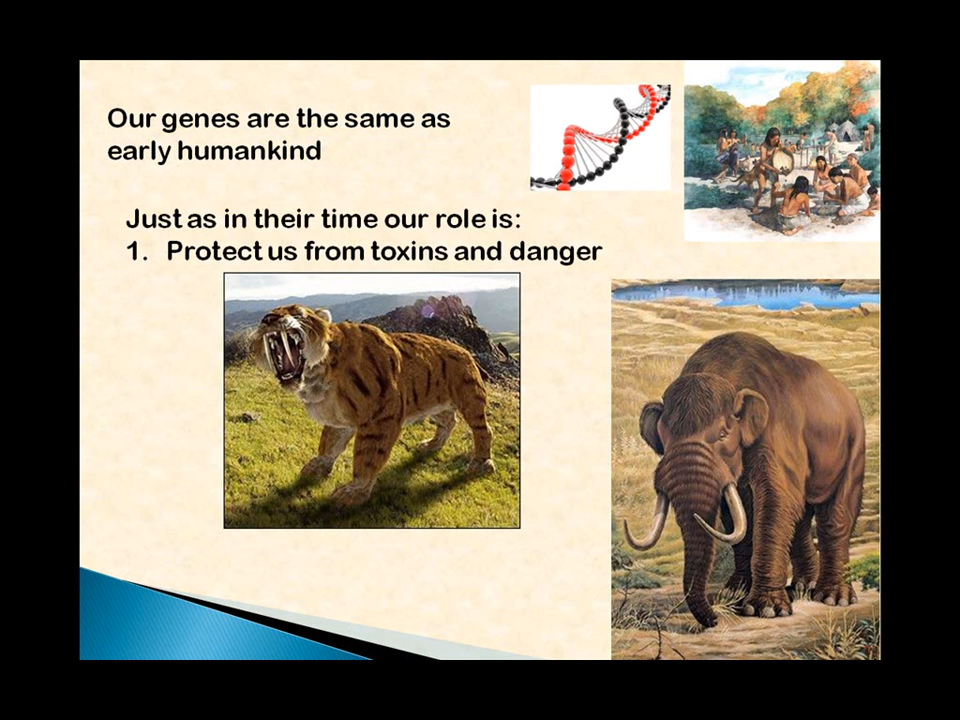 Our genes are the same as
early humankind
Just as in their time our role is:
1. Protect us from toxins and danger